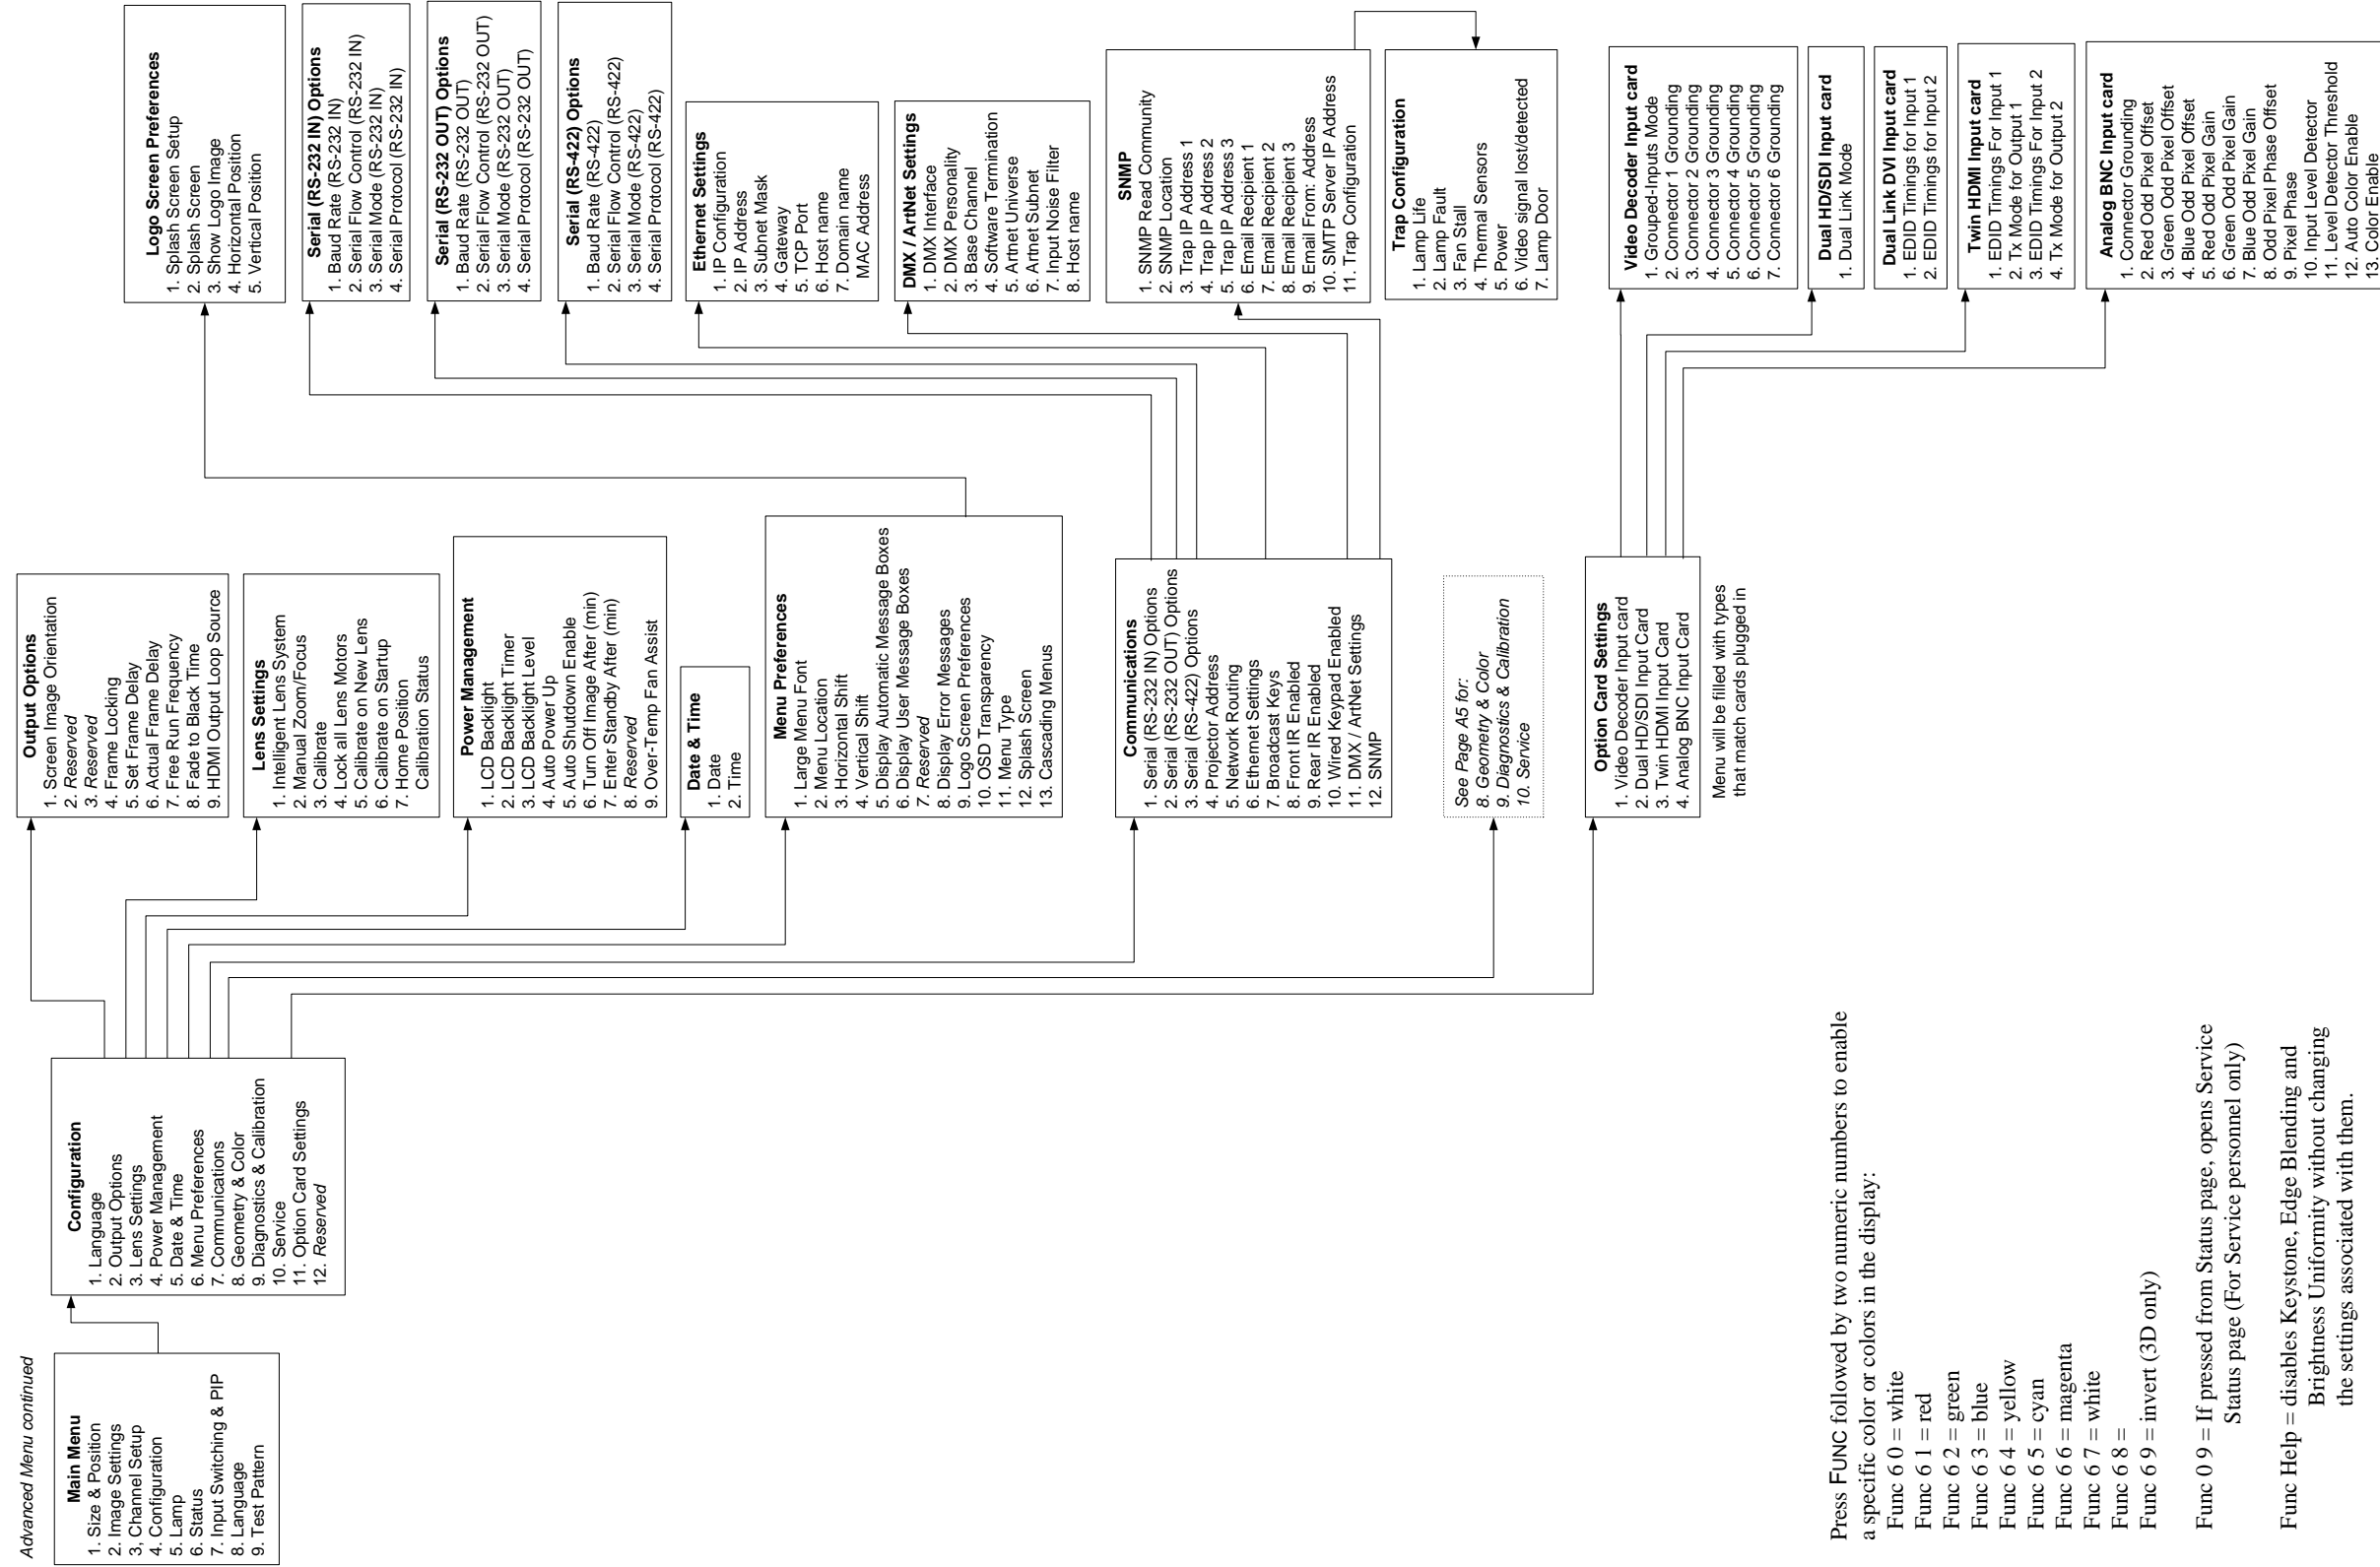 Advanced Menu continued
Main Menu
1. Size & Position
2. Image Settings
3, Channel Setup
4. Configuration
5. Lamp
6. Status
7. Input Switching & PIP
8. Language
9. Test Pattern
Configuration
1. Language
2. Output Options
3. Lens Settings
4. Power Management
5. Date & Time
6. Menu Preferences
7. Communications
8. Geometry & Color
9. Diagnostics & Calibration
10. Service
11. Option Card Settings
12. Reserved
Output Options
1. Screen Image Orientation
2. Reserved
3. Reserved
4. Frame Locking
5. Set Frame Delay
6. Actual Frame Delay
7. Free Run Frequency
8. Fade to Black Time
9. HDMI Output Loop Source
Lens Settings
1. Intelligent Lens System
2. Manual Zoom/Focus
3. Calibrate
4. Lock all Lens Motors
5. Calibrate on New Lens
6. Calibrate on Startup
7. Home Position
Calibration Status
Power Management
1. LCD Backlight
2. LCD Backlight Timer
3. LCD Backlight Level
4. Auto Power Up
5. Auto Shutdown Enable
6. Turn Off Image After (min)
7. Enter Standby After (min)
8. Reserved
9. Over-Temp Fan Assist
Date & Time
1. Date
2. Time
Menu Preferences
1. Large Menu Font
2. Menu Location
3. Horizontal Shift
4. Vertical Shift
5. Display Automatic Message Boxes
6. Display User Message Boxes
7. Reserved
8. Display Error Messages
9. Logo Screen Preferences
10. OSD Transparency
11. Menu Type
12. Splash Screen
13. Cascading Menus
Communications
1. Serial (RS-232 IN) Options
2. Serial (RS-232 OUT) Options
3. Serial (RS-422) Options
4. Projector Address
5. Network Routing
6. Ethernet Settings
7. Broadcast Keys
8. Front IR Enabled
9. Rear IR Enabled
10. Wired Keypad Enabled
11. DMX / ArtNet Settings
12. SNMP
See Page A5 for:
8. Geometry & Color
9. Diagnostics & Calibration
10. Service
Option Card Settings
1. Video Decoder Input card
2. Dual HD/SDI Input Card
3. Twin HDMI Input Card
4. Analog BNC Input Card
Menu will be filled with types
that match cards plugged in
Logo Screen Preferences
1. Splash Screen Setup
2. Splash Screen
3. Show Logo Image
4. Horizontal Position
5. Vertical Position
Serial (RS-232 IN) Options
1. Baud Rate (RS-232 IN)
2. Serial Flow Control (RS-232 IN)
3. Serial Mode (RS-232 IN)
4. Serial Protocol (RS-232 IN)
Serial (RS-232 OUT) Options
1. Baud Rate (RS-232 OUT)
2. Serial Flow Control (RS-232 OUT)
3. Serial Mode (RS-232 OUT)
4. Serial Protocol (RS-232 OUT)
Serial (RS-422) Options
1. Baud Rate (RS-422)
2. Serial Flow Control (RS-422)
3. Serial Mode (RS-422)
4. Serial Protocol (RS-422)
Ethernet Settings
1. IP Configuration
2. IP Address
3. Subnet Mask
4. Gateway
5. TCP Port
6. Host name
7. Domain name
MAC Address
DMX / ArtNet Settings
1. DMX Interface
2. DMX Personality
3. Base Channel
4. Software Termination
5. Artnet Universe
6. Artnet Subnet
7. Input Noise Filter
8. Host name
SNMP
1. SNMP Read Community
2. SNMP Location
3. Trap IP Address 1
4. Trap IP Address 2
5. Trap IP Address 3
6. Email Recipient 1
7. Email Recipient 2
8. Email Recipient 3
9. Email From: Address
10. SMTP Server IP Address
11. Trap Configuration
Trap Configuration
1. Lamp Life
2. Lamp Fault
3. Fan Stall
4. Thermal Sensors
5. Power
6. Video signal lost/detected
7. Lamp Door
Video Decoder Input card
1. Grouped-Inputs Mode
2. Connector 1 Grounding
3. Connector 2 Grounding
4. Connector 3 Grounding
5. Connector 4 Grounding
6. Connector 5 Grounding
7. Connector 6 Grounding
Dual HD/SDI Input card
1. Dual Link Mode
Dual Link DVI Input card
1. EDID Timings for Input 1
2. EDID Timings for Input 2
Twin HDMI Input card
1. EDID Timings For Input 1
2. Tx Mode for Output 1
3. EDID Timings For Input 2
4. Tx Mode for Output 2
Analog BNC Input card
1. Connector Grounding
2. Red Odd Pixel Offset
3. Green Odd Pixel Offset
4. Blue Odd Pixel Offset
5. Red Odd Pixel Gain
6. Green Odd Pixel Gain
7. Blue Odd Pixel Gain
8. Odd Pixel Phase Offset
9. Pixel Phase
10. Input Level Detector
11. Level Detector Threshold
12. Auto Color Enable
13. Color Enable
Press FUNC followed by two numeric numbers to enable
a specific color or colors in the display:
Func 6 0 = white
Func 6 1 = red
Func 6 2 = green
Func 6 3 = blue
Func 6 4 = yellow
Func 6 5 = cyan
Func 6 6 = magenta
Func 6 7 = white
Func 6 8 =
Func 6 9 = invert (3D only)
Func 0 9 = If pressed from Status page, opens Service
Status page (For Service personnel only)
Func Help = disables Keystone, Edge Blending and
Brightness Uniformity without changing
the settings associated with them.